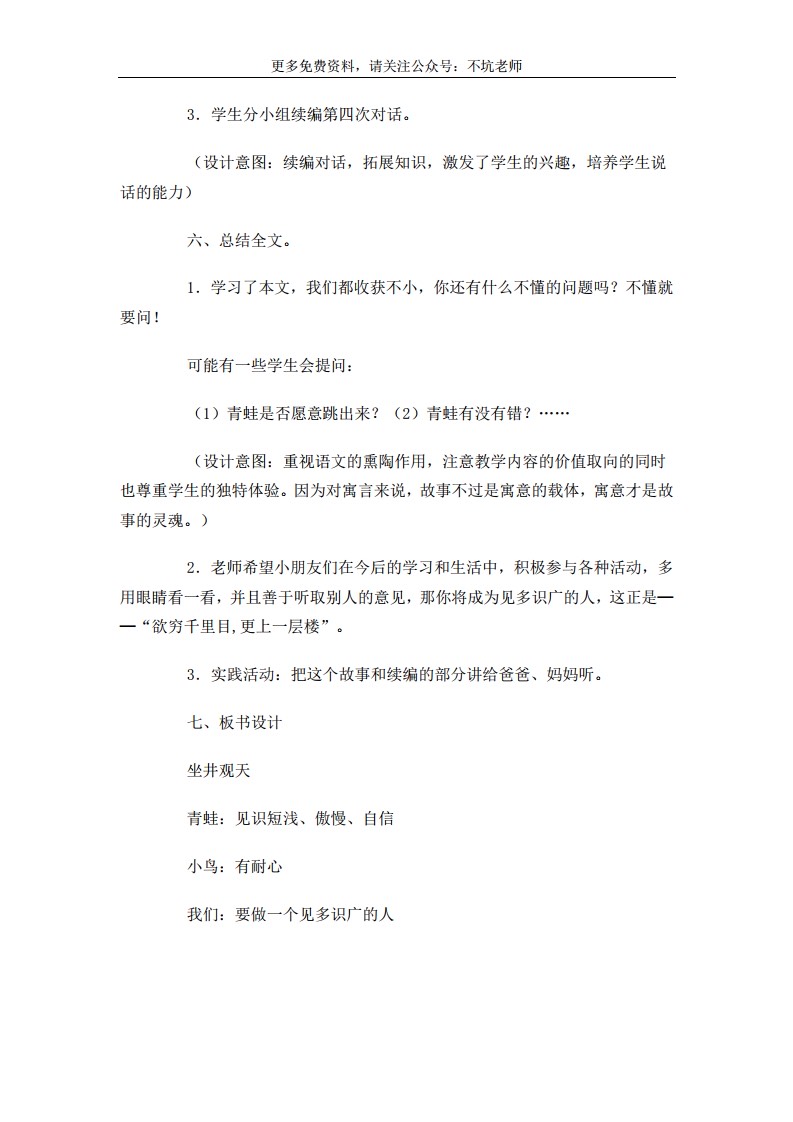 更多免费资料，请关注公众号：不坑老师
3．学生分小组续编第四次对话。
（设计意图：续编对话，拓展知识，激发了学生的兴趣，培养学生说
话的能力）
六、总结全文。
1．学习了本文，我们都收获不小，你还有什么不懂的问题吗？不懂就
要问！
可能有一些学生会提问：
（1）青蛙是否愿意跳出来？（2）青蛙有没有错？……
（设计意图：重视语文的熏陶作用，注意教学内容的价值取向的同时
也尊重学生的独特体验。因为对寓言来说，故事不过是寓意的载体，寓意才是故
事的灵魂。）
2．老师希望小朋友们在今后的学习和生活中，积极参与各种活动，多
用眼睛看一看，并且善于听取别人的意见，那你将成为见多识广的人，这正是—
—“欲穷千里目,更上一层楼”。
3．实践活动：把这个故事和续编的部分讲给爸爸、妈妈听。
七、板书设计
坐井观天
青蛙：见识短浅、傲慢、自信
小鸟：有耐心
我们：要做一个见多识广的人